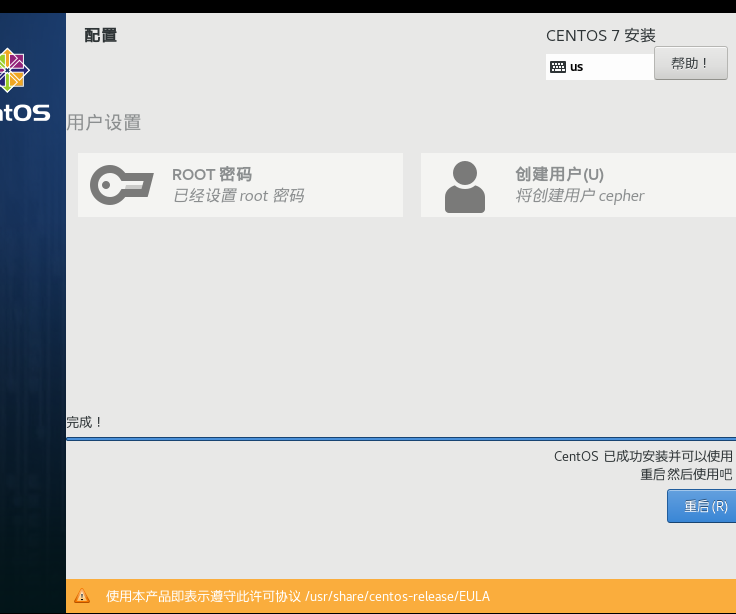 配置
CENTOS 7 安装
us
帮助！
ntOS
用户设置
ROOT 密码
已经设置 root 密码
创建用户(U)
将创建用户 cepher
完成！
CentOS 已成功安装并可以使用
重启然后使用吧
重启(R)
使用本产品即表示遵守此许可协议 /usr/share/centos-release/EULA